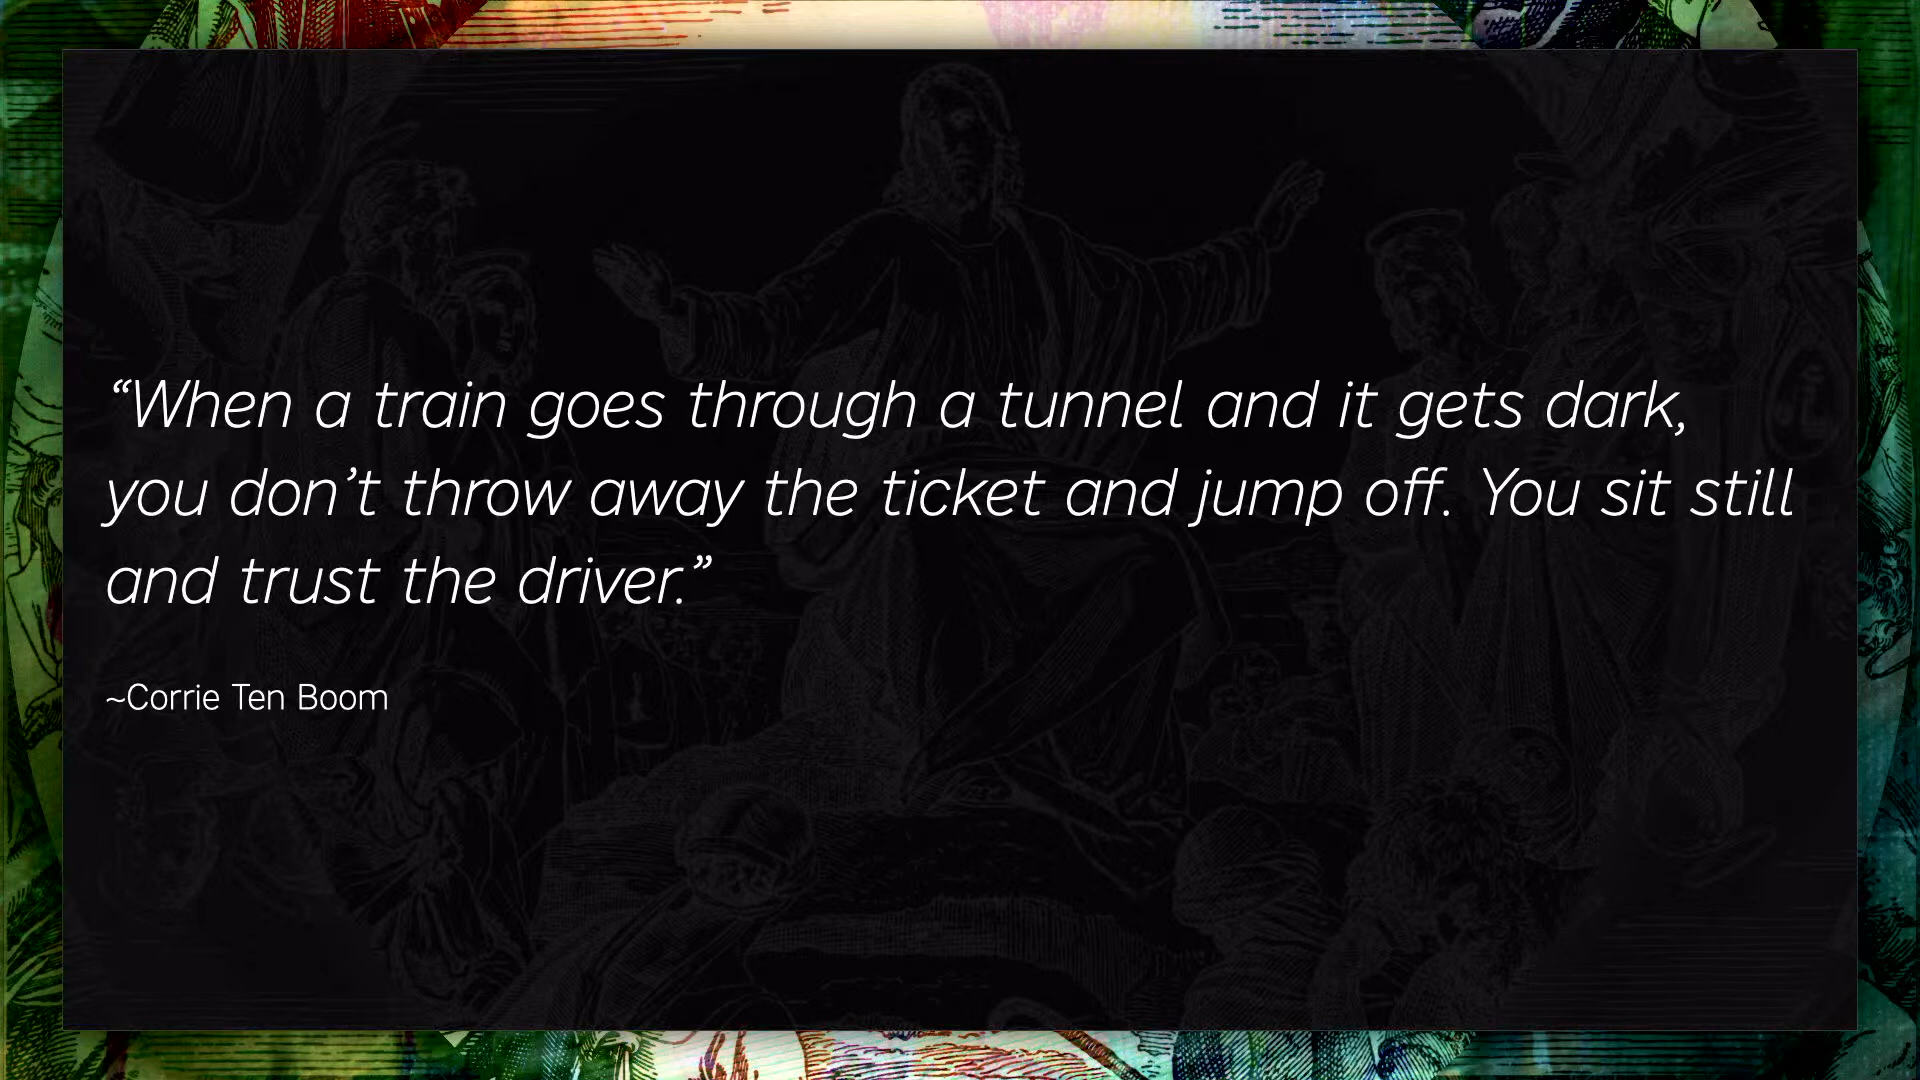 “When a train goes through a tunnel and it gets dark,
you don’t throw away the ticket and jump off. You sit still
and trust the driver.”
~Corrie Ten Boom